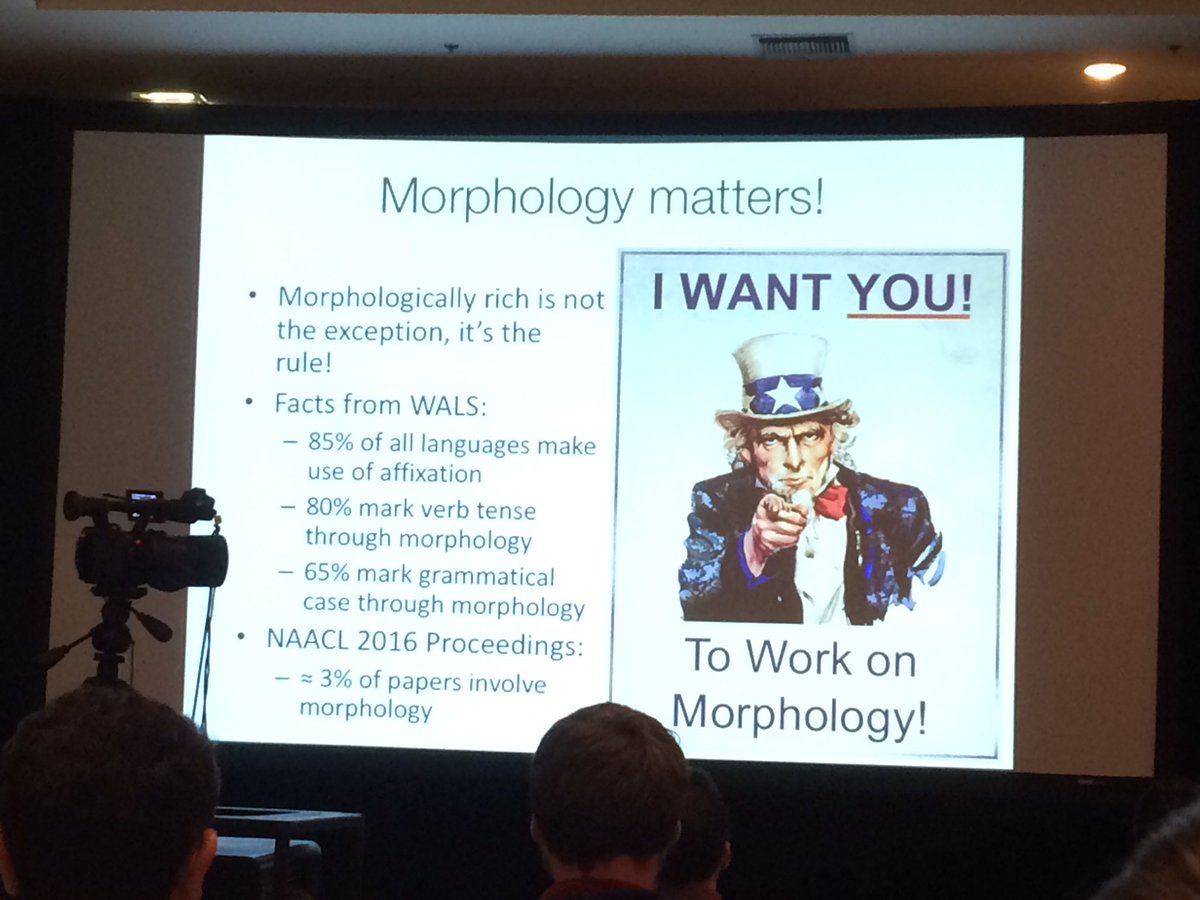 Morphology matters!
• Morphologically rich is not
the exception, it's the
rule!
• Facts from WALS:
– 85% of all languages make
use of affixation
– 80% mark verb tense
through morphology
– 65% mark grammatical
case through morphology
• NAACL 2016 Proceedings:
– ≈ 3% of papers involve
morphology
I WANT YOU!
To Work on
Morphology!